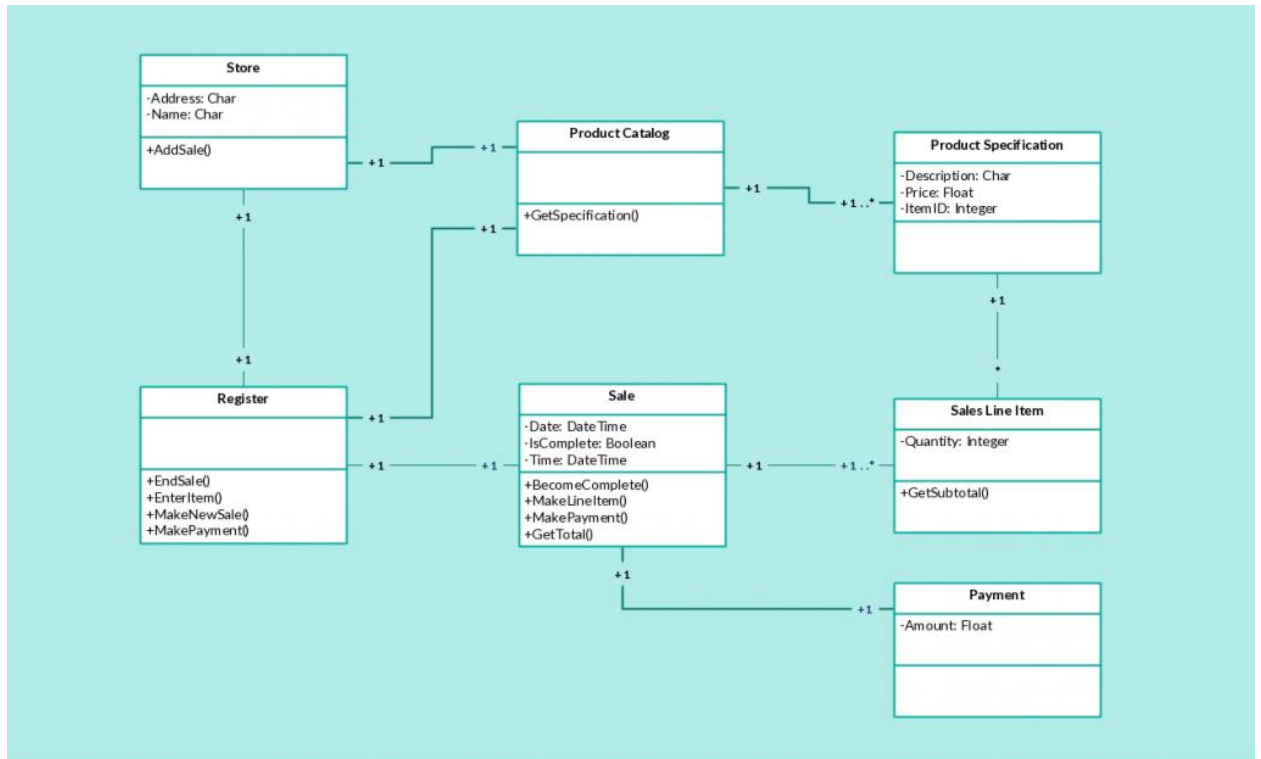 Store
-Address: Char
-Name: Char
+AddSale()
+1
+1
Product Catalog
+GetSpecification()
+1
+1..*
Product Specification
-Description: Char
-Price: Float
-ItemID: Integer
+1
+1
+1
*
+1
Register
+EndSale()
+EnterItem()
+MakeNewSale()
+MakePayment()
+1
+1
+1
Sale
-Date: DateTime
-IsComplete: Boolean
-Time: DateTime
+BecomeComplete()
+MakeLineItem()
+MakePayment()
+GetTotal()
+1
+1..*
Sales Line Item
-Quantity: Integer
+GetSubtotal()
+1
+1
Payment
-Amount: Float